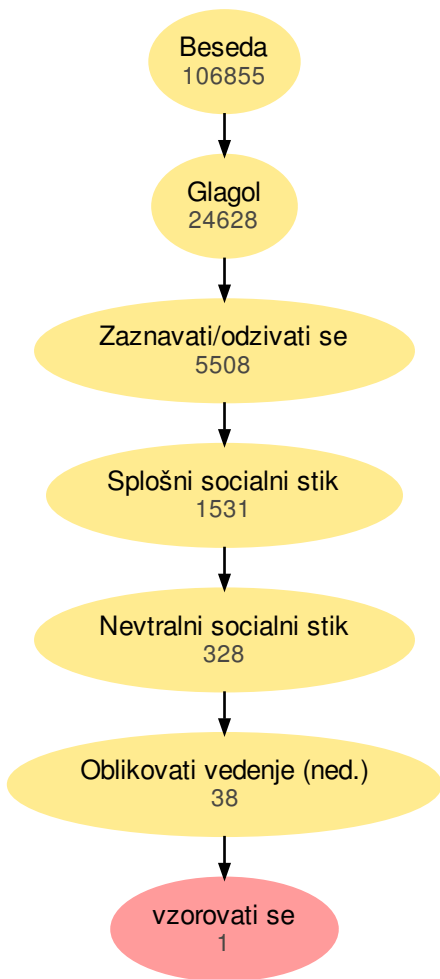 Beseda
106855
Glagol
24628
Zaznavati/odzivati se
5508
Splošni socialni stik
1531
Nevtralni socialni stik
328
Oblikovati vedenje (ned.)
38
vzorovati se
1